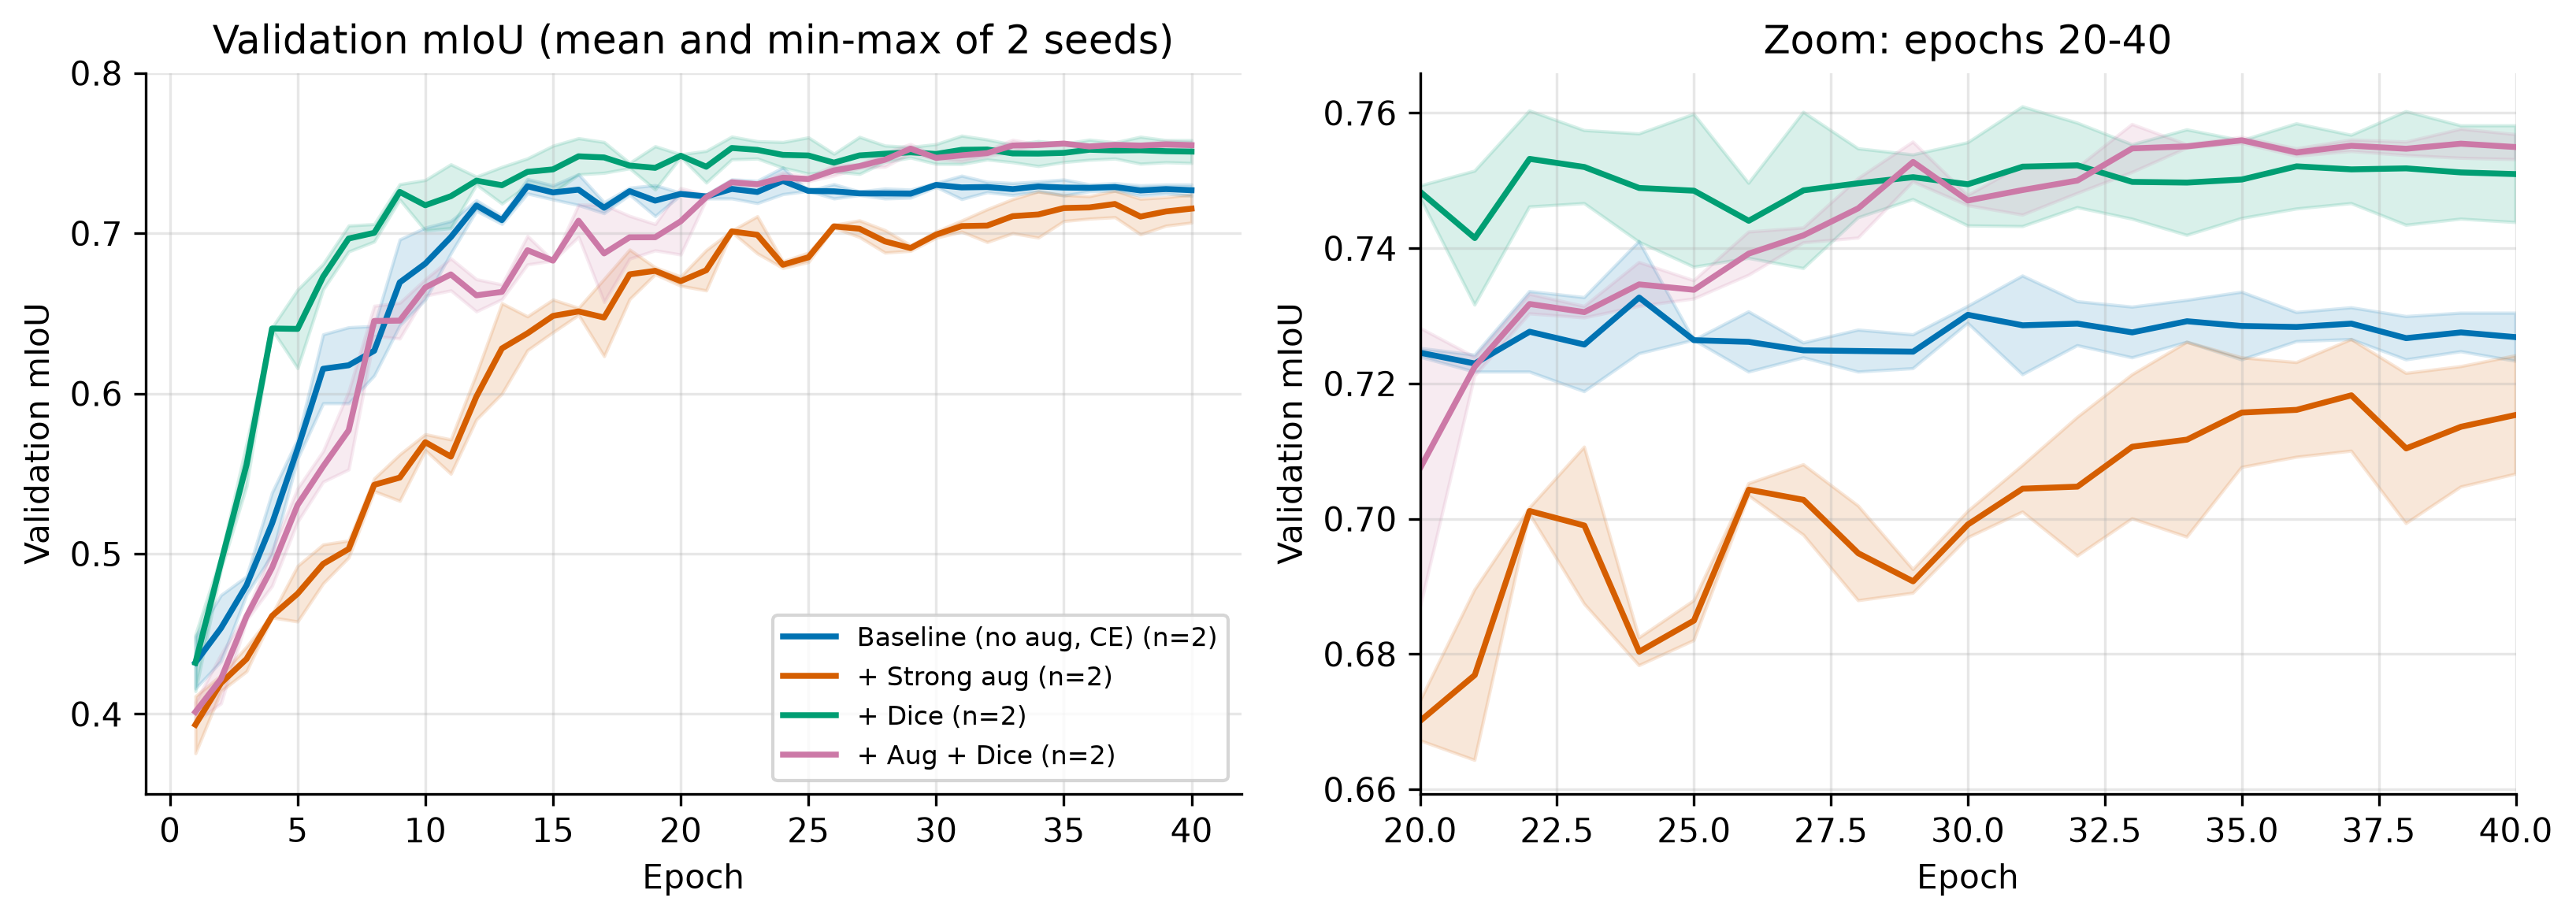 Validation mIoU (mean and min-max of 2 seeds)
Validation mIoU
0.8
0.7
0.6
0.5
0.4
0 5 10 15 20 25 30 35 40
Epoch
Baseline (no aug, CE) (n=2)
+ Strong aug (n=2)
+ Dice (n=2)
+ Aug + Dice (n=2)
Zoom: epochs 20-40
Validation mIoU
0.76
0.74
0.72
0.70
0.68
0.66
20.0 22.5 25.0 27.5 30.0 32.5 35.0 37.5 40.0
Epoch